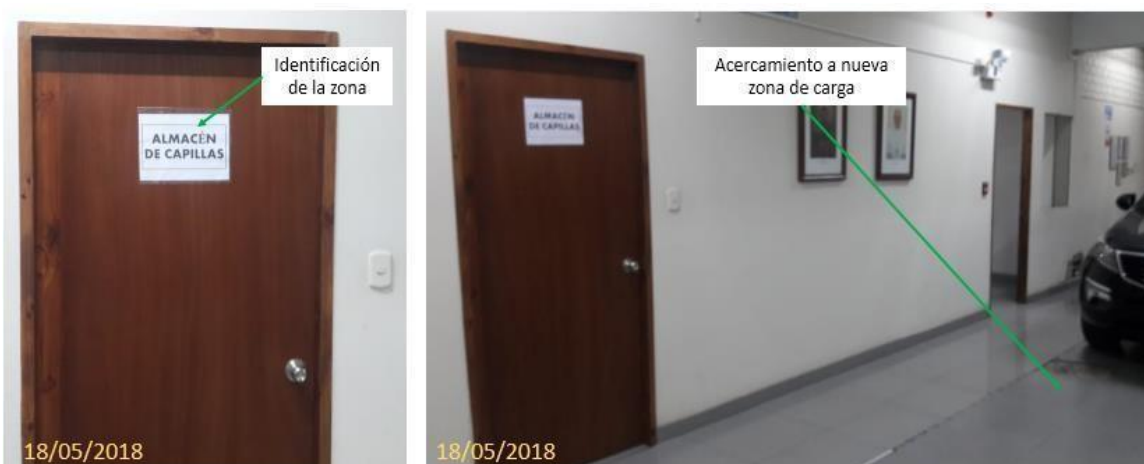 Identificación
de la zona
ALMACÉN
DE CAPILLAS
18/05/2018
Acercamiento a nueva
zona de carga
ALMACÉN
DE CAPILLAS
18/05/2018